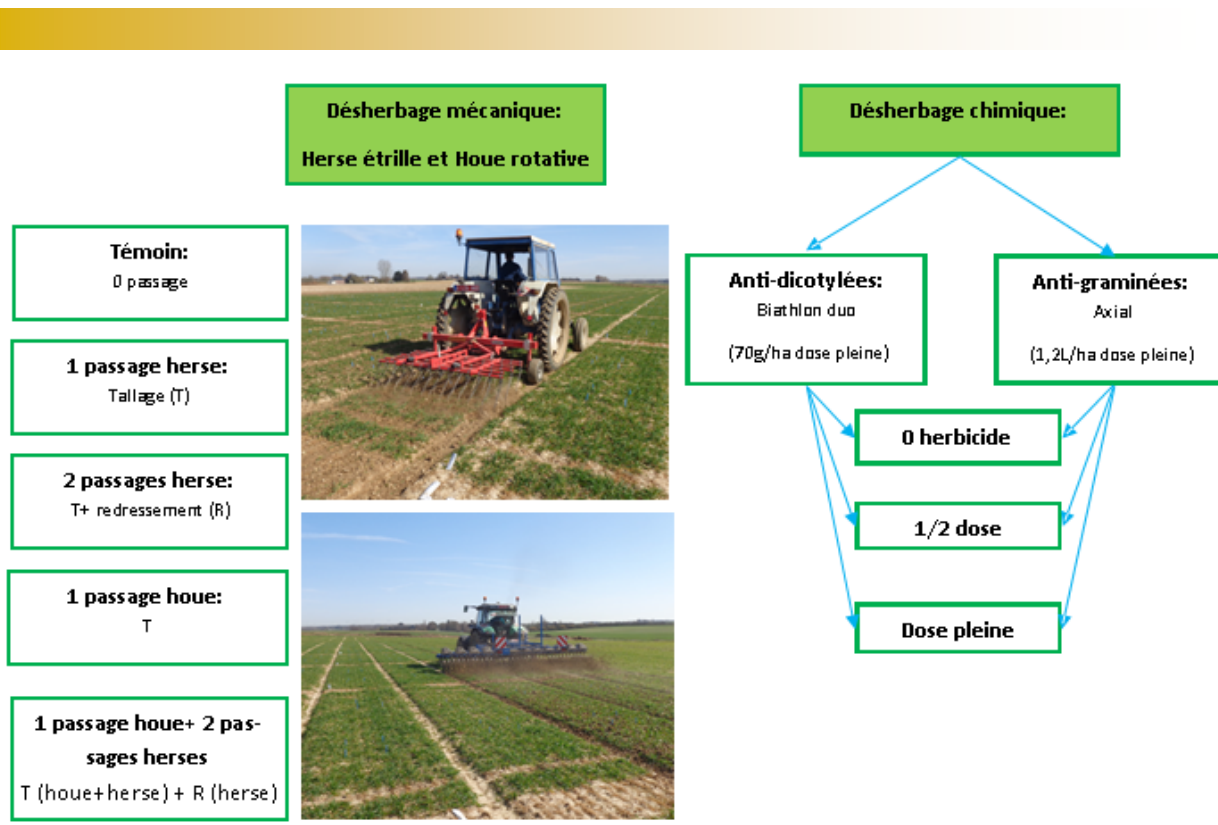 Désherbage mécanique:
Herse étrille et Houe rotative
Témoin:
0 passage
1 passage herse:
Tallage (T)
2 passages herse:
T+ redressement (R)
1 passage houe:
T
1 passage houe+ 2 pas-
sages herses
T (houe+herse) + R (herse)
Désherbage chimique:
Anti-dicotylées:
Biathlon duo
(70g/ha dose pleine)
Anti-graminées:
Axial
(1,2L/ha dose pleine)
0 herbicide
1/2 dose
Dose pleine